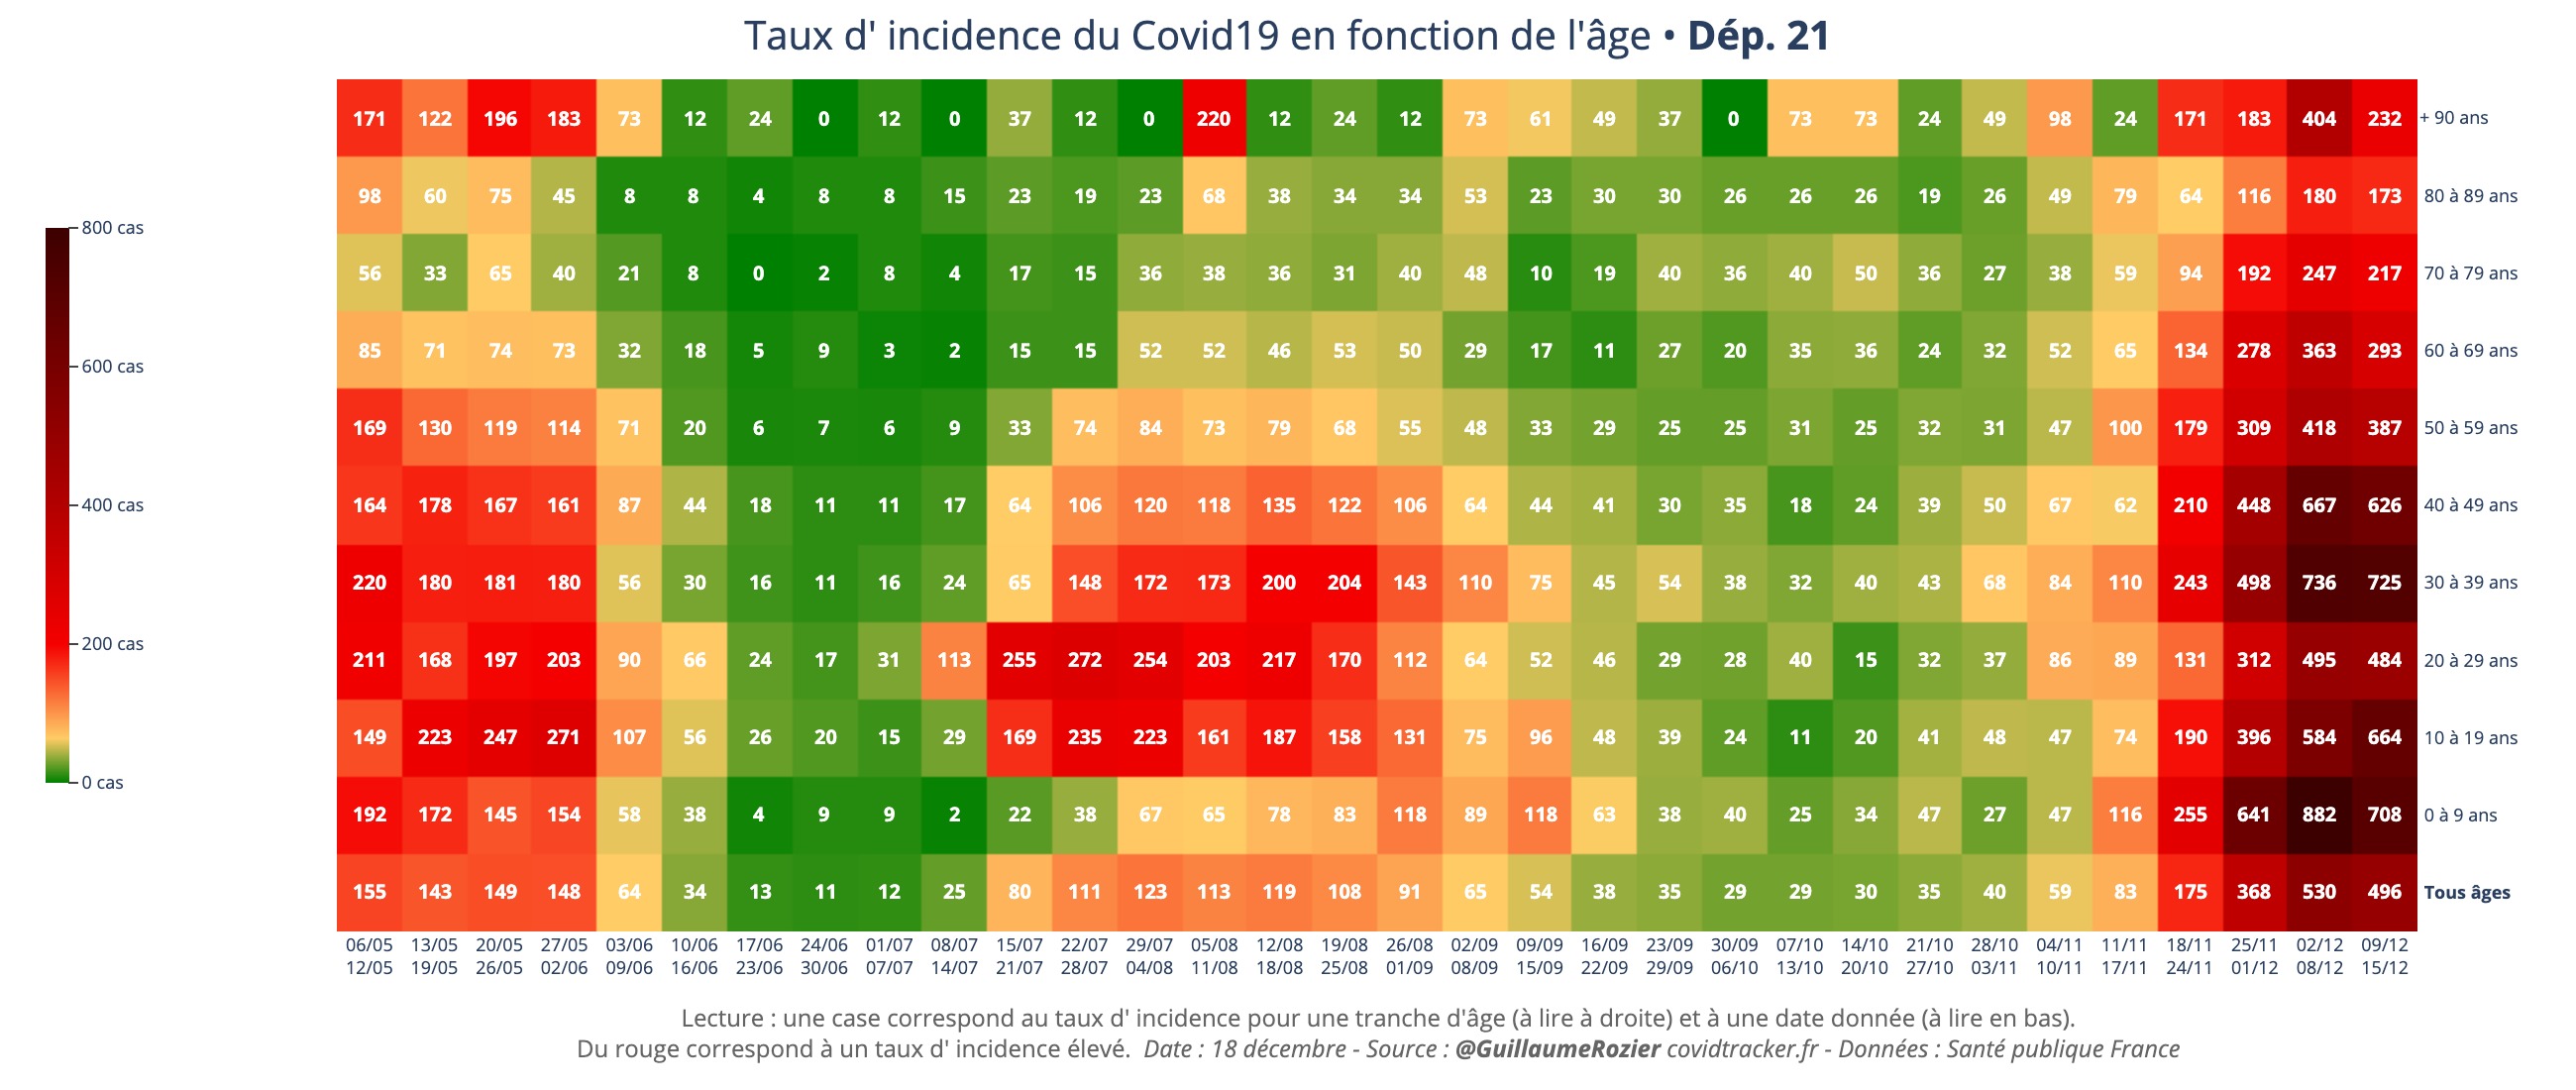 Taux d' incidence du Covid19 en fonction de l'âge • Dép. 21
800 cas
600 cas
400 cas
200 cas
0 cas
171 122 196 183 73 12 24 0 12 0 37 12 0 220 12 24 12 73 61 49 37 0 73 73 24 49 98 24 171 183 404 232 + 90 ans
98 60 75 45 8 8 4 8 8 15 23 19 23 68 38 34 34 53 23 30 30 26 26 26 19 26 49 79 64 116 180 173 80 à 89 ans
56 33 65 40 21 8 0 2 8 4 17 15 36 38 36 31 40 48 10 19 40 36 40 50 36 27 38 59 94 192 247 217 70 à 79 ans
85 71 74 73 32 18 5 9 3 2 15 15 52 52 46 53 50 29 17 11 27 20 35 36 24 32 52 65 134 278 363 293 60 à 69 ans
169 130 119 114 71 20 6 7 6 9 33 74 84 73 79 68 55 48 33 29 25 25 31 25 32 31 47 100 179 309 418 387 50 à 59 ans
164 178 167 161 87 44 18 11 11 17 64 106 120 118 135 122 106 64 44 41 30 35 18 24 39 50 67 62 210 448 667 626 40 à 49 ans
220 180 181 180 56 30 16 11 16 24 65 148 172 173 200 204 143 110 75 45 54 38 32 40 43 68 84 110 243 498 736 725 30 à 39 ans
211 168 197 203 90 66 24 17 31 113 255 272 254 203 217 170 112 64 52 46 29 28 40 15 32 37 86 89 131 312 495 484 20 à 29 ans
149 223 247 271 107 56 26 20 15 29 169 235 223 161 187 158 131 75 96 48 39 24 11 20 41 48 47 74 190 396 584 664 10 à 19 ans
192 172 145 154 58 38 4 9 9 2 22 38 67 65 78 83 118 89 118 63 38 40 25 34 47 27 47 116 255 641 882 708 0 à 9 ans
155 143 149 148 64 34 13 11 12 25 80 111 123 113 119 108 91 65 54 38 35 29 29 30 35 40 59 83 175 368 530 496 Tous âges
06/05 13/05 20/05 27/05 03/06 10/06 17/06 24/06 01/07 08/07 15/07 22/07 29/07 05/08 12/08 19/08 26/08 02/09 09/09 16/09 23/09 30/09 07/10 14/10 21/10 28/10 04/11 11/11 18/11 25/11 02/12 09/12
12/05 19/05 26/05 02/06 09/06 16/06 23/06 30/06 07/07 14/07 21/07 28/07 04/08 11/08 18/08 25/08 01/09 08/09 15/09 22/09 29/09 06/10 13/10 20/10 27/10 03/11 10/11 17/11 24/11 01/12 08/12 15/12
Lecture : une case correspond au taux d' incidence pour une tranche d'âge (à lire à droite) et à une date donnée (à lire en bas).
Du rouge correspond à un taux d' incidence élevé. Date : 18 décembre - Source : @GuillaumeRozier covidtracker.fr - Données : Santé publique France